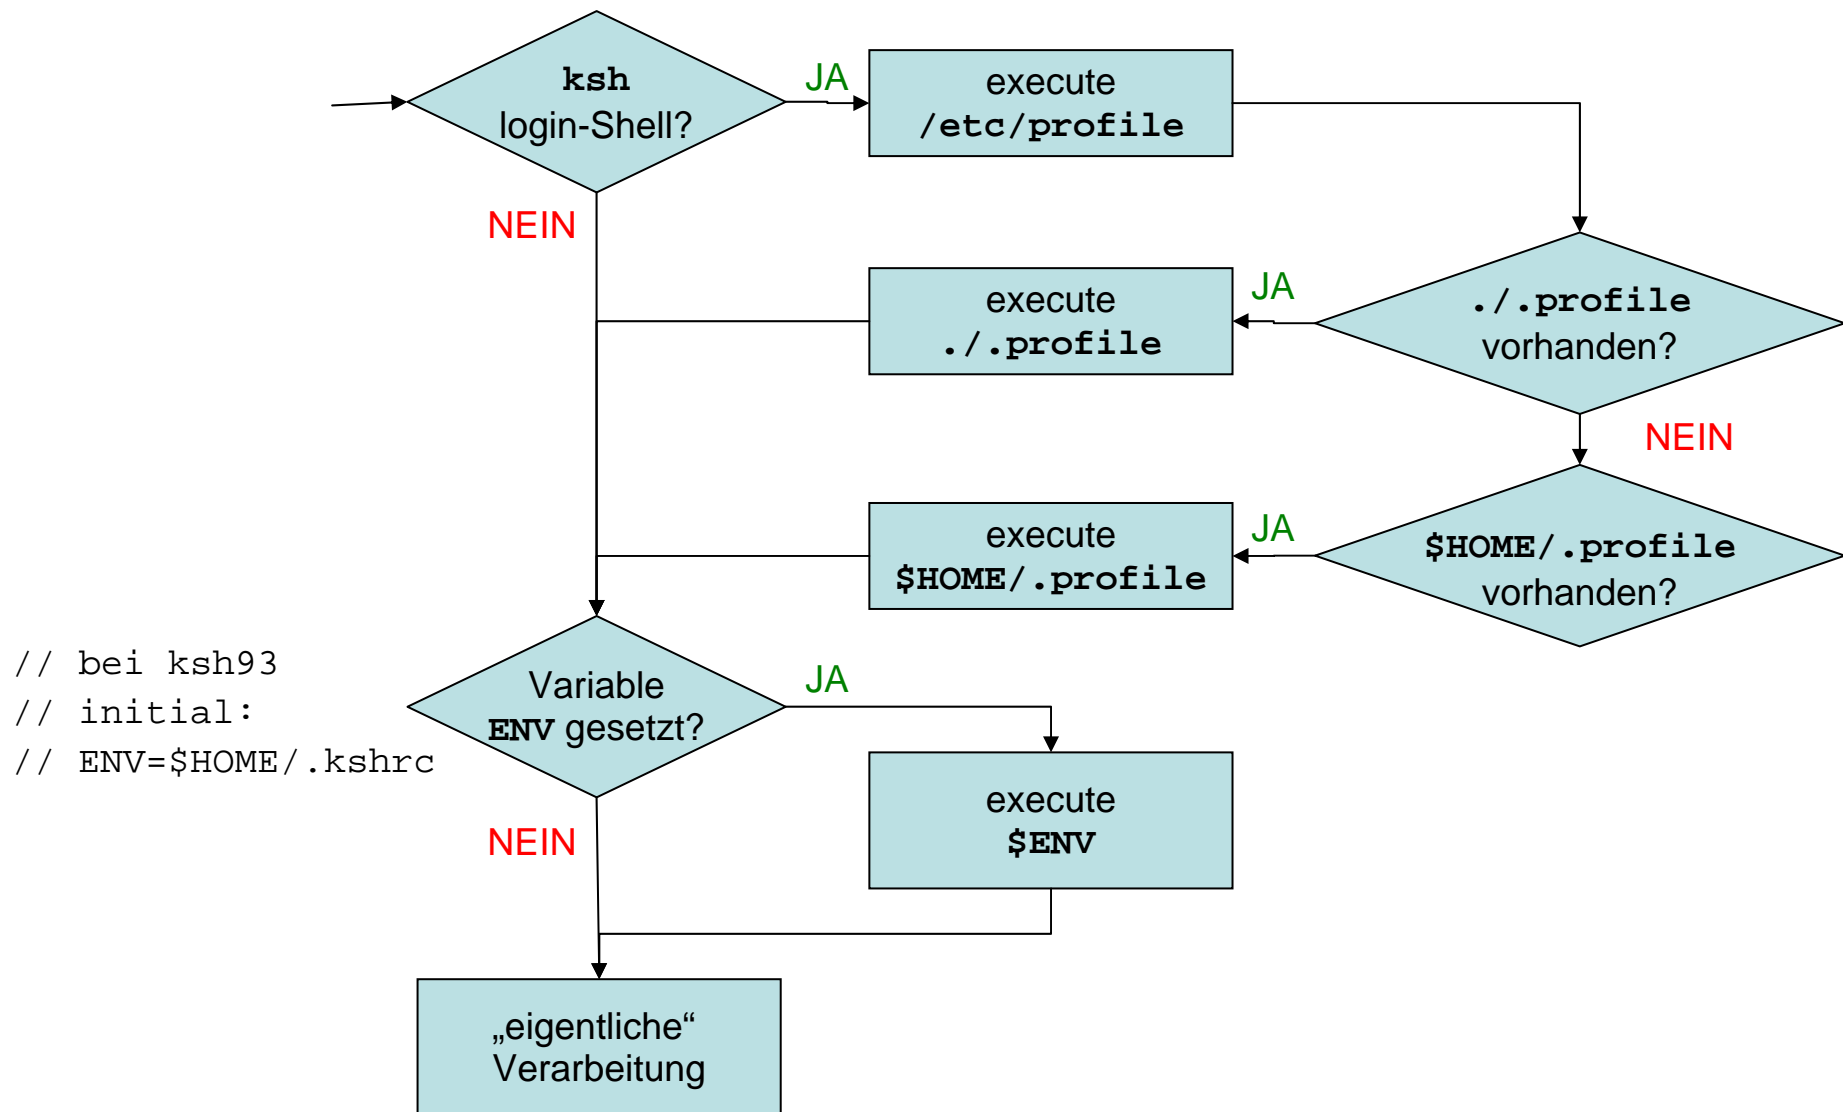 ksh
login-Shell?
JA
execute
/etc/profile
NEIN
execute
./.profile
JA
./.profile
vorhanden?
NEIN
execute
$HOME/.profile
JA
$HOME/.profile
vorhanden?
// bei ksh93
// initial:
// ENV=$HOME/.kshrc
Variable
ENV gesetzt?
JA
execute
$ENV
NEIN
„eigentliche“
Verarbeitung